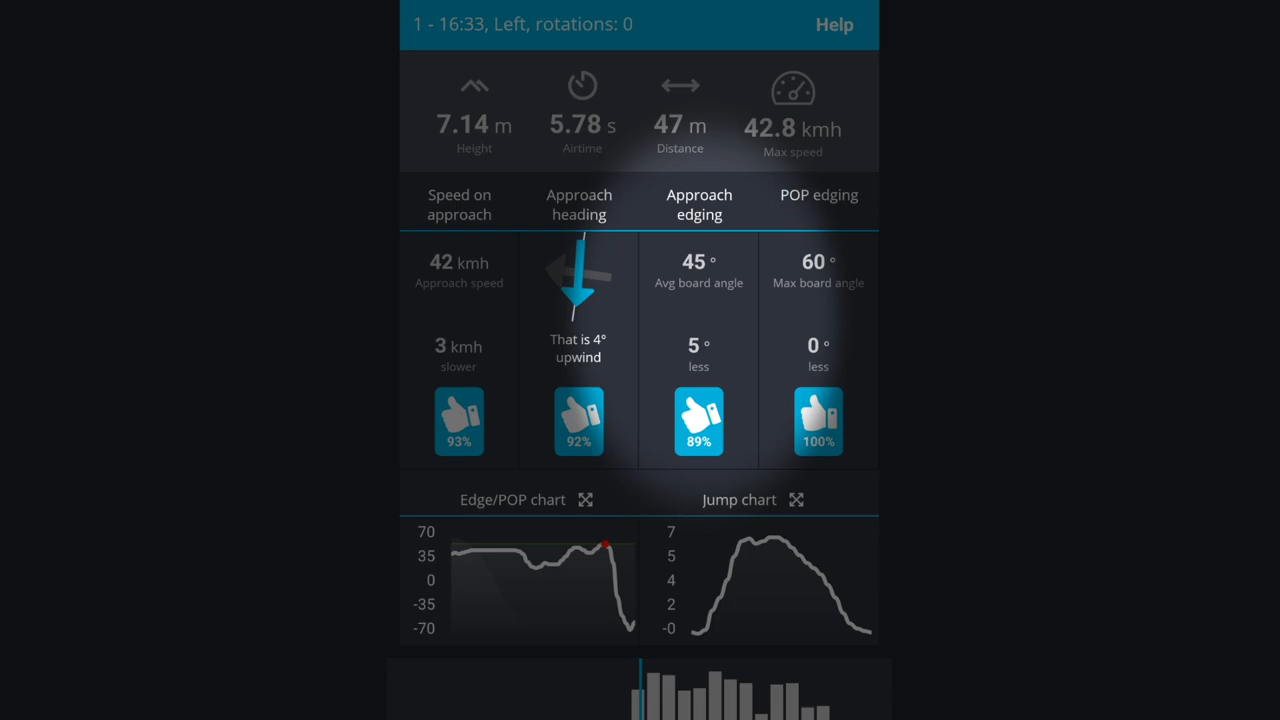 1 - 16:33, Left, rotations: 0
Help
7.14 m
Height
5.78 s
Airtime
47 m
Distance
42.8 kmh
Max speed
Speed on
approach
Approach
heading
Approach
edging
POP edging
42 kmh
Approach speed
3 kmh
slower
93%
That is 4°
upwind
92%
45 °
Avg board angle
5 °
less
89%
60 °
Max board angle
0 °
less
100%
Edge/POP chart
70
35
0
-35
-70
Jump chart
7
5
4
2
-0